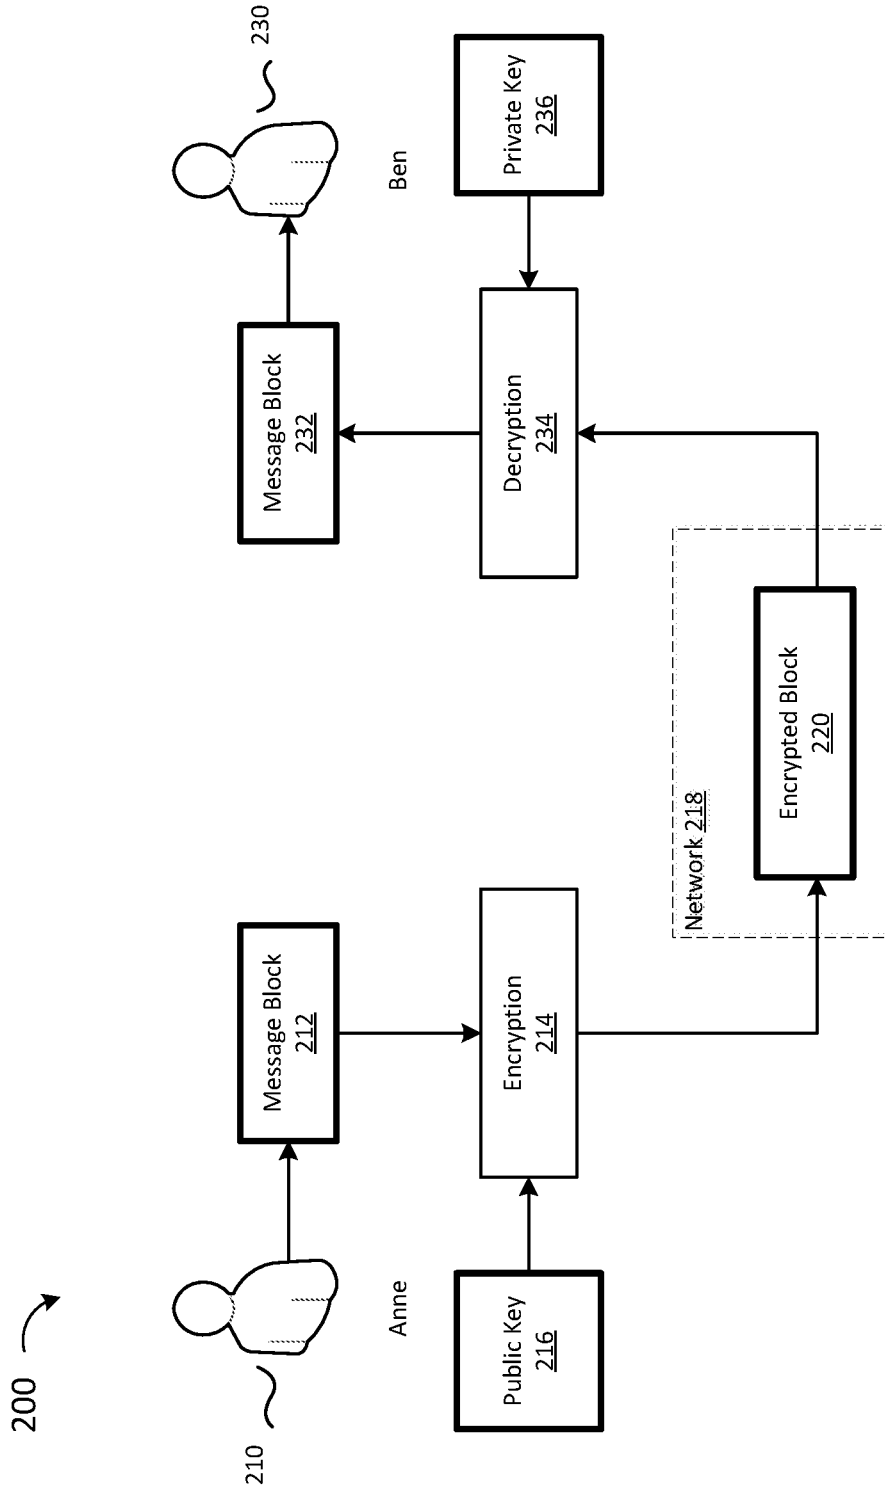 200
210
Anne
Message Block
212
Public Key
216
Encryption
214
Network 218
Encrypted Block
220
Message Block
232
Decryption
234
230
Ben
Private Key
236